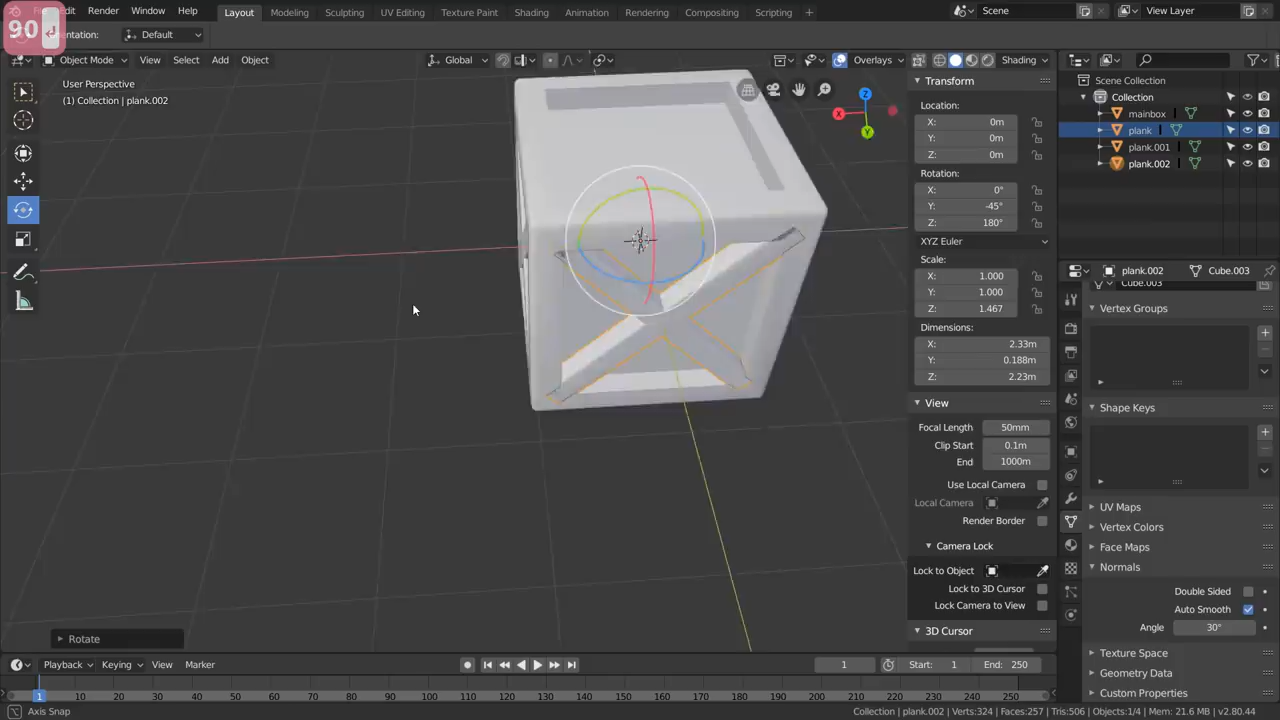 90
File Edit Render Window Help
Layout Modeling Sculpting UV Editing Texture Paint Shading Animation Rendering Compositing Scripting +
Scene
View Layer
Orientation: Default
Object Mode View Select Add Object
Global
Overlays
Shading
User Perspective
(1) Collection | plank.002
X
Y
Z
Rotate
Transform
Location:
X: 0m
Y: 0m
Z: 0m
Rotation:
X: 0°
Y: -45°
Z: 180°
XYZ Euler
Scale:
X: 1.000
Y: 1.000
Z: 1.467
Dimensions:
X: 2.33m
Y: 0.188m
Z: 2.23m
View
Focal Length 50mm
Clip Start 0.1m
End 1000m
Use Local Camera
Local Camera
Render Border
Camera Lock
Lock to Object
Lock to 3D Cursor
Lock Camera to View
3D Cursor
Scene Collection
Collection
mainbox
plank
plank.001
plank.002
plank.002 Cube.003
Vertex Groups
Shape Keys
UV Maps
Vertex Colors
Face Maps
Normals
Double Sided
Auto Smooth
Angle 30°
Texture Space
Geometry Data
Custom Properties
Playback Keying View Marker
1
Start: 1
End: 250
1 10 20 30 40 50 60 70 80 90 100 110 120 130 140 150 160 170 180 190 200 210 220 230 240 250
Axis Snap
Collection | plank.002 | Verts:324 | Faces:257 | Tris:506 | Objects:1/4 | Mem: 21.6 MB | v2.80.44